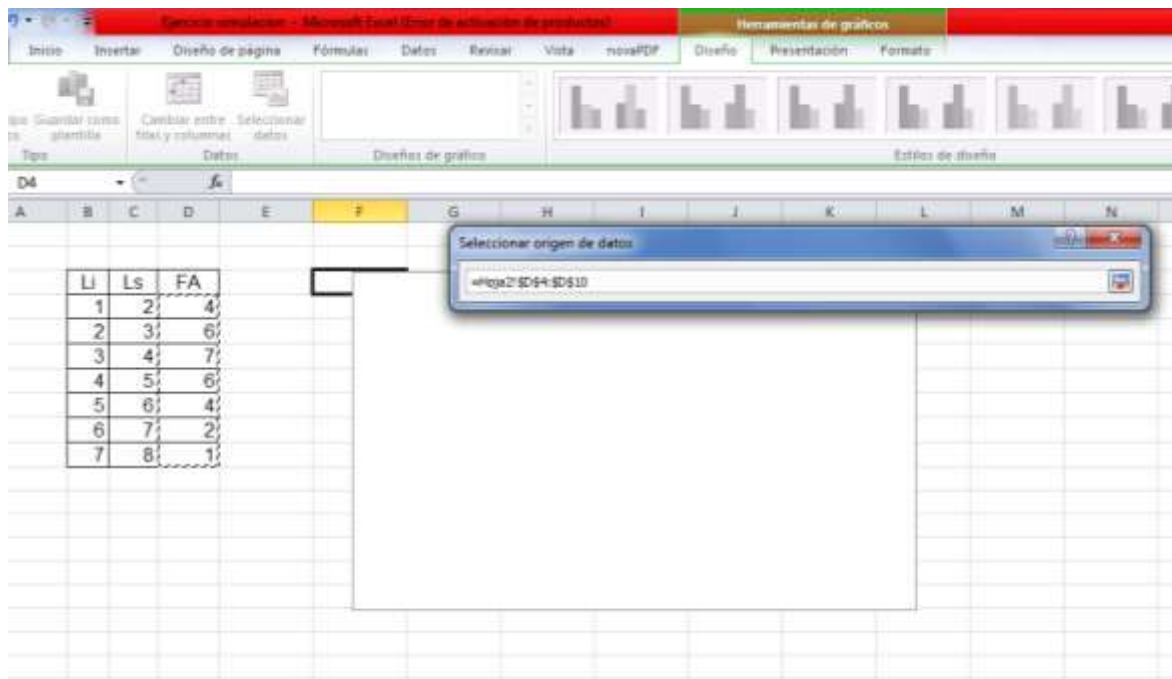 Ejercicio simulacion - Microsoft Excel (Error de activación de productos)
Herramientas de gráficos
Inicio Insertar Diseño de página Fórmulas Datos Revisar Vista novaPDF Diseño Presentación Formato
Guardar como plantilla
Cambiar entre filas y columnas
Seleccionar datos
Tipo Datos Diseños de gráfico Estilos de diseño
D4 fx
A B C D E F G H I J K L M N
Seleccionar origen de datos
=Hoja2!$D$4:$D$10
Li Ls FA
1 2 4
2 3 6
3 4 7
4 5 6
5 6 4
6 7 2
7 8 1